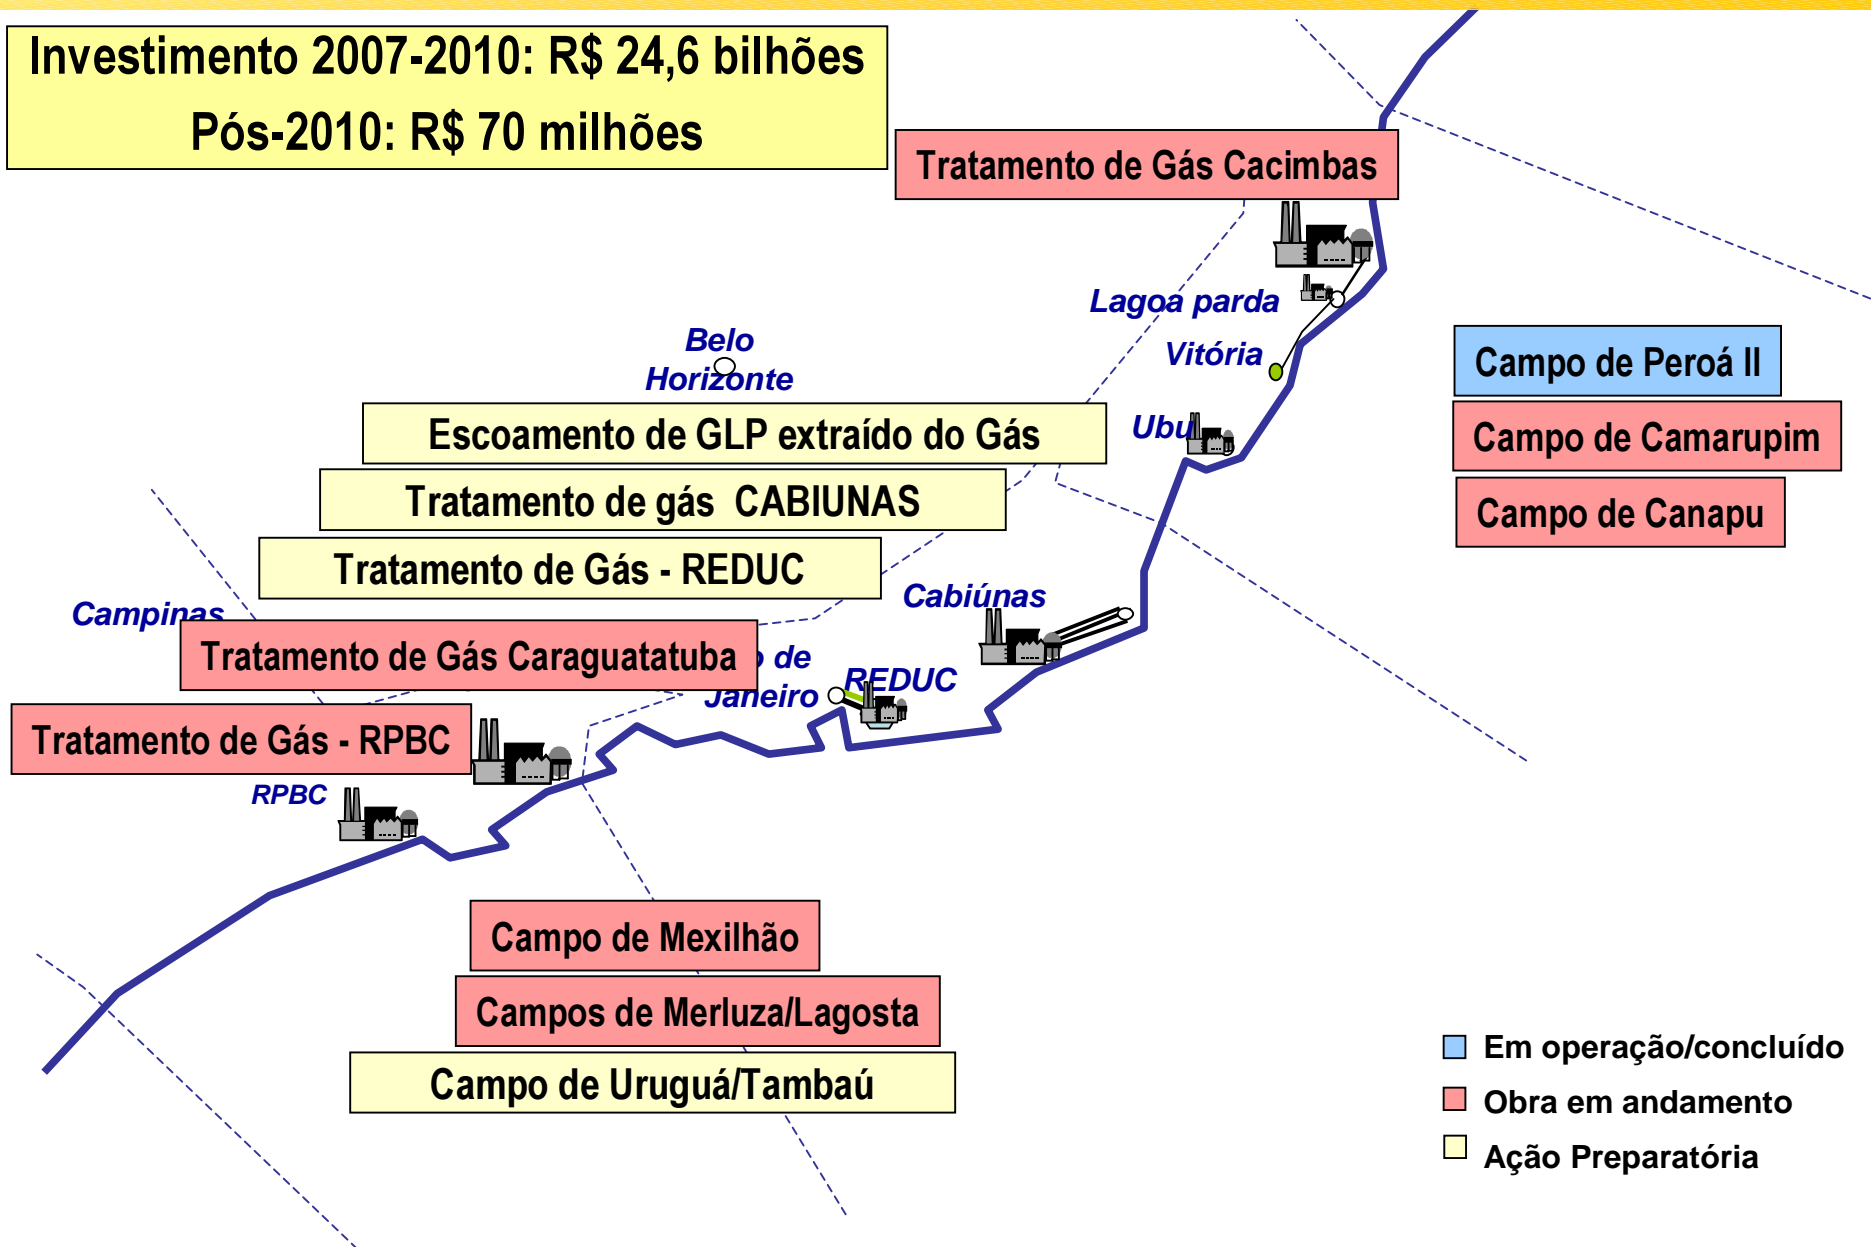 Investimento 2007-2010: R$ 24,6 bilhões
Pós-2010: R$ 70 milhões
Tratamento de Gás Cacimbas
Lagoa parda
Vitória
Belo
Horizonte
Campo de Peroá II
Campo de Camarupim
Campo de Canapu
Escoamento de GLP extraído do Gás
Ubu
Tratamento de gás  CABIUNAS
Tratamento de Gás - REDUC
Cabiúnas
Campinas
Tratamento de Gás Caraguatatuba
de
Janeiro
REDUC
Tratamento de Gás - RPBC
RPBC
Campo de Mexilhão
Campos de Merluza/Lagosta
Campo de Uruguá/Tambaú
Em operação/concluído
Obra em andamento
Ação Preparatória